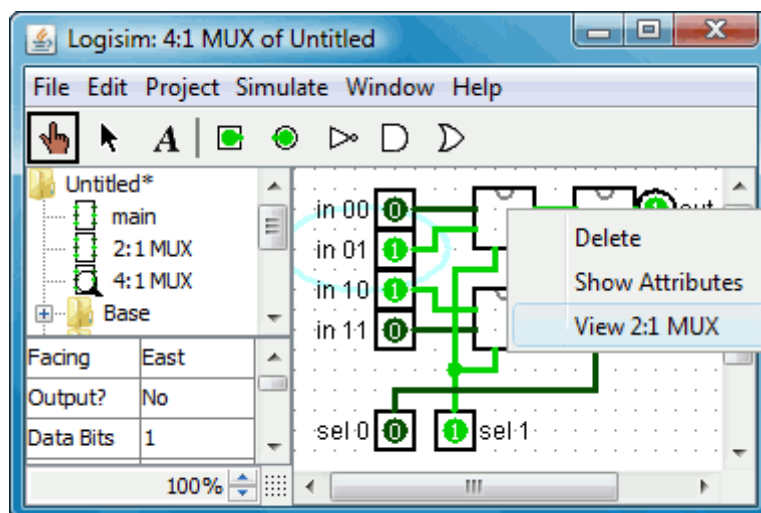 Logisim: 4:1 MUX of Untitled
File Edit Project Simulate Window Help
A
Untitled*
main
2:1 MUX
4:1 MUX
Base
Facing East
Output? No
Data Bits 1
100%
in 00 0
in 01 1
in 10 1
in 11 0
1 out
sel 0 0
1 sel 1
Delete
Show Attributes
View 2:1 MUX